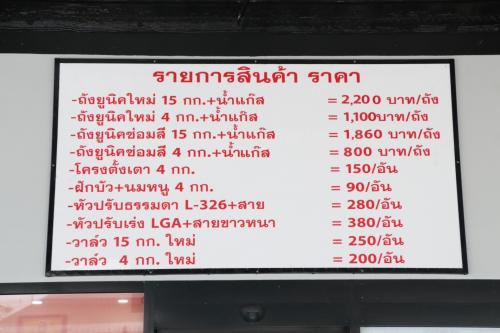 รายการสินค้า ราคา
-ถังยูนิคใหม่ 15 กก.+น้ำแก๊ส = 2,200 บาท/ถัง
-ถังยูนิคใหม่ 4 กก.+น้ำแก๊ส = 1,100บาท/ถัง
-ถังยูนิคซ่อมสี 15 กก.+น้ำแก๊ส = 1,860 บาท/ถัง
-ถังยูนิคซ่อมสี 4 กก.+น้ำแก๊ส = 800 บาท/ถัง
-โครงตั้งเตา 4 กก. = 150/อัน
-ฝักบัว+นมหนู 4 กก. = 90/อัน
-หัวปรับธรรมดา L-326+สาย = 280/อัน
-หัวปรับเร่ง LGA+สายขาวหนา = 380/อัน
-วาล์ว 15 กก. ใหม่ = 250/อัน
-วาล์ว 4 กก. ใหม่ = 200/อัน